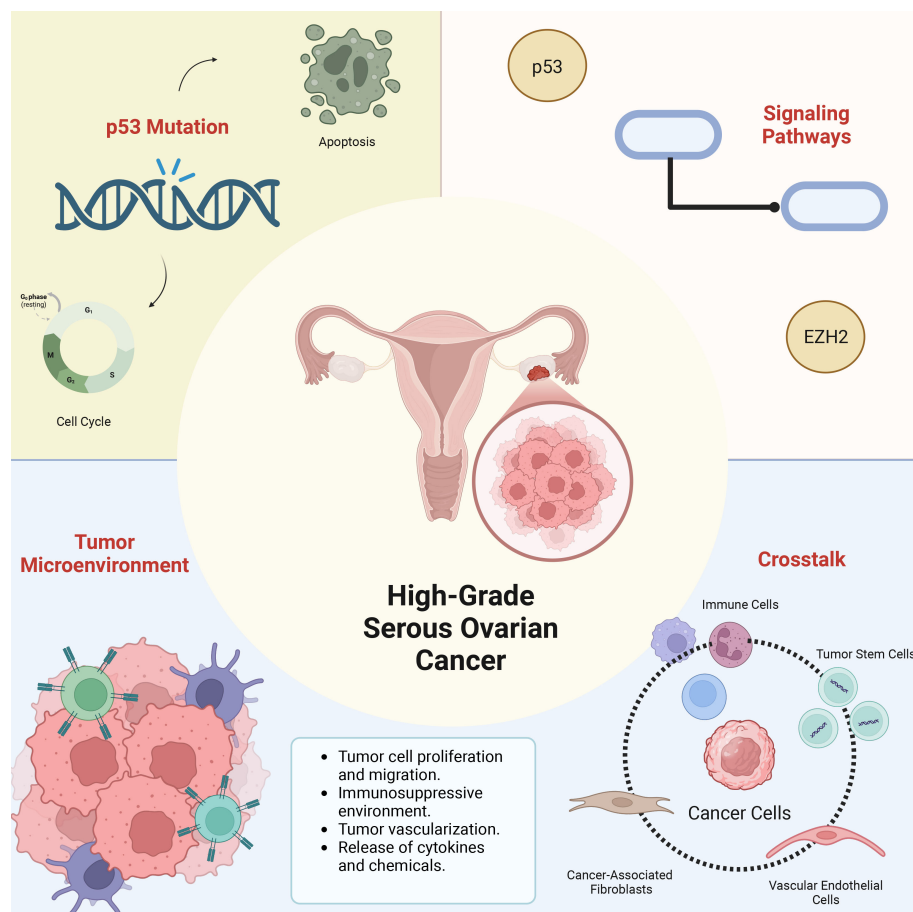 p53 Mutation
Apoptosis
G₀ phase
(resting)
G₁
S
G₂
M
Cell Cycle
p53
Signaling
Pathways
EZH2
High-Grade
Serous Ovarian
Cancer
Tumor
Microenvironment
• Tumor cell proliferation
and migration.
• Immunosuppressive
environment.
• Tumor vascularization.
• Release of cytokines
and chemicals.
Crosstalk
Immune Cells
Tumor Stem Cells
Cancer Cells
Cancer-Associated
Fibroblasts
Vascular Endothelial
Cells